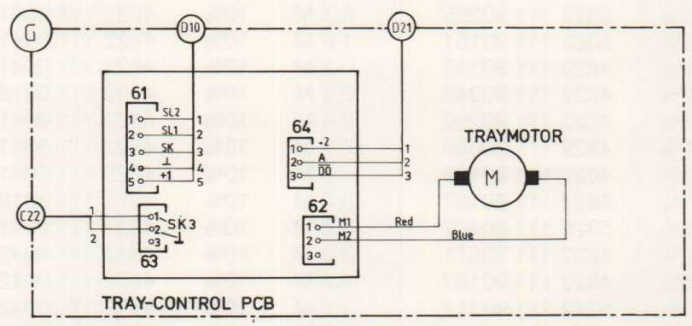 G
D10
D21
61
1 SL2 1
2 SL1 2
3 SK 3
4 ⊥ 4
5 +1 5
64
1 -2 1
2 A 2
3 D0 3
TRAYMOTOR
M
C22
1
2
1
2
3
SK3
63
62
1 M1 Red
2 M2 Blue
3
TRAY-CONTROL PCB